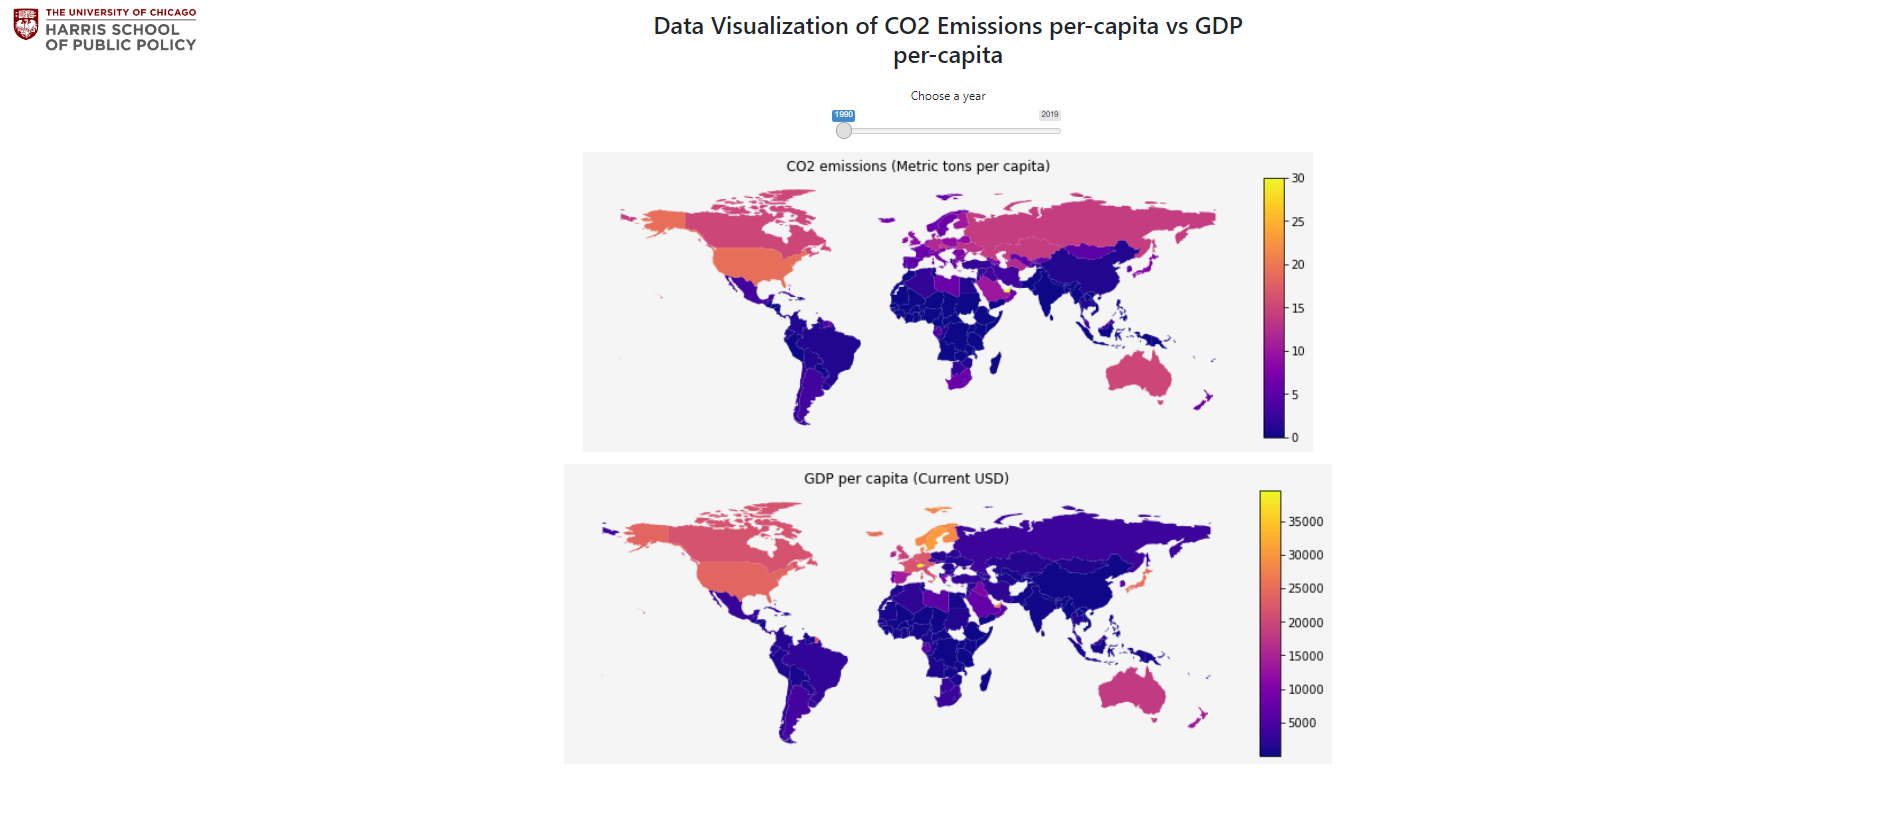 THE UNIVERSITY OF CHICAGO
HARRIS SCHOOL
OF PUBLIC POLICY
Data Visualization of CO2 Emissions per-capita vs GDP
per-capita
Choose a year
1990
2019
CO2 emissions (Metric tons per capita)
30
25
20
15
10
5
0
GDP per capita (Current USD)
35000
30000
25000
20000
15000
10000
5000